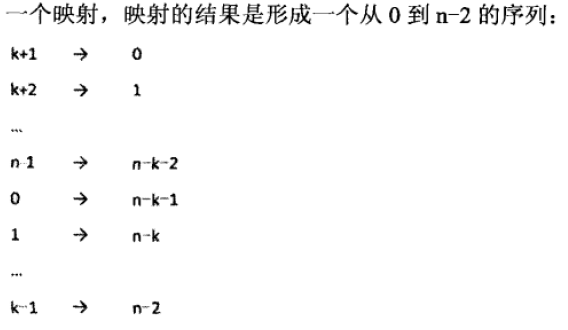 一个映射，映射的结果是形成一个从 0 到 n-2 的序列：
k+1 → 0
k+2 → 1
…
n-1 → n-k-2
0 → n-k-1
1 → n-k
…
k-1 → n-2